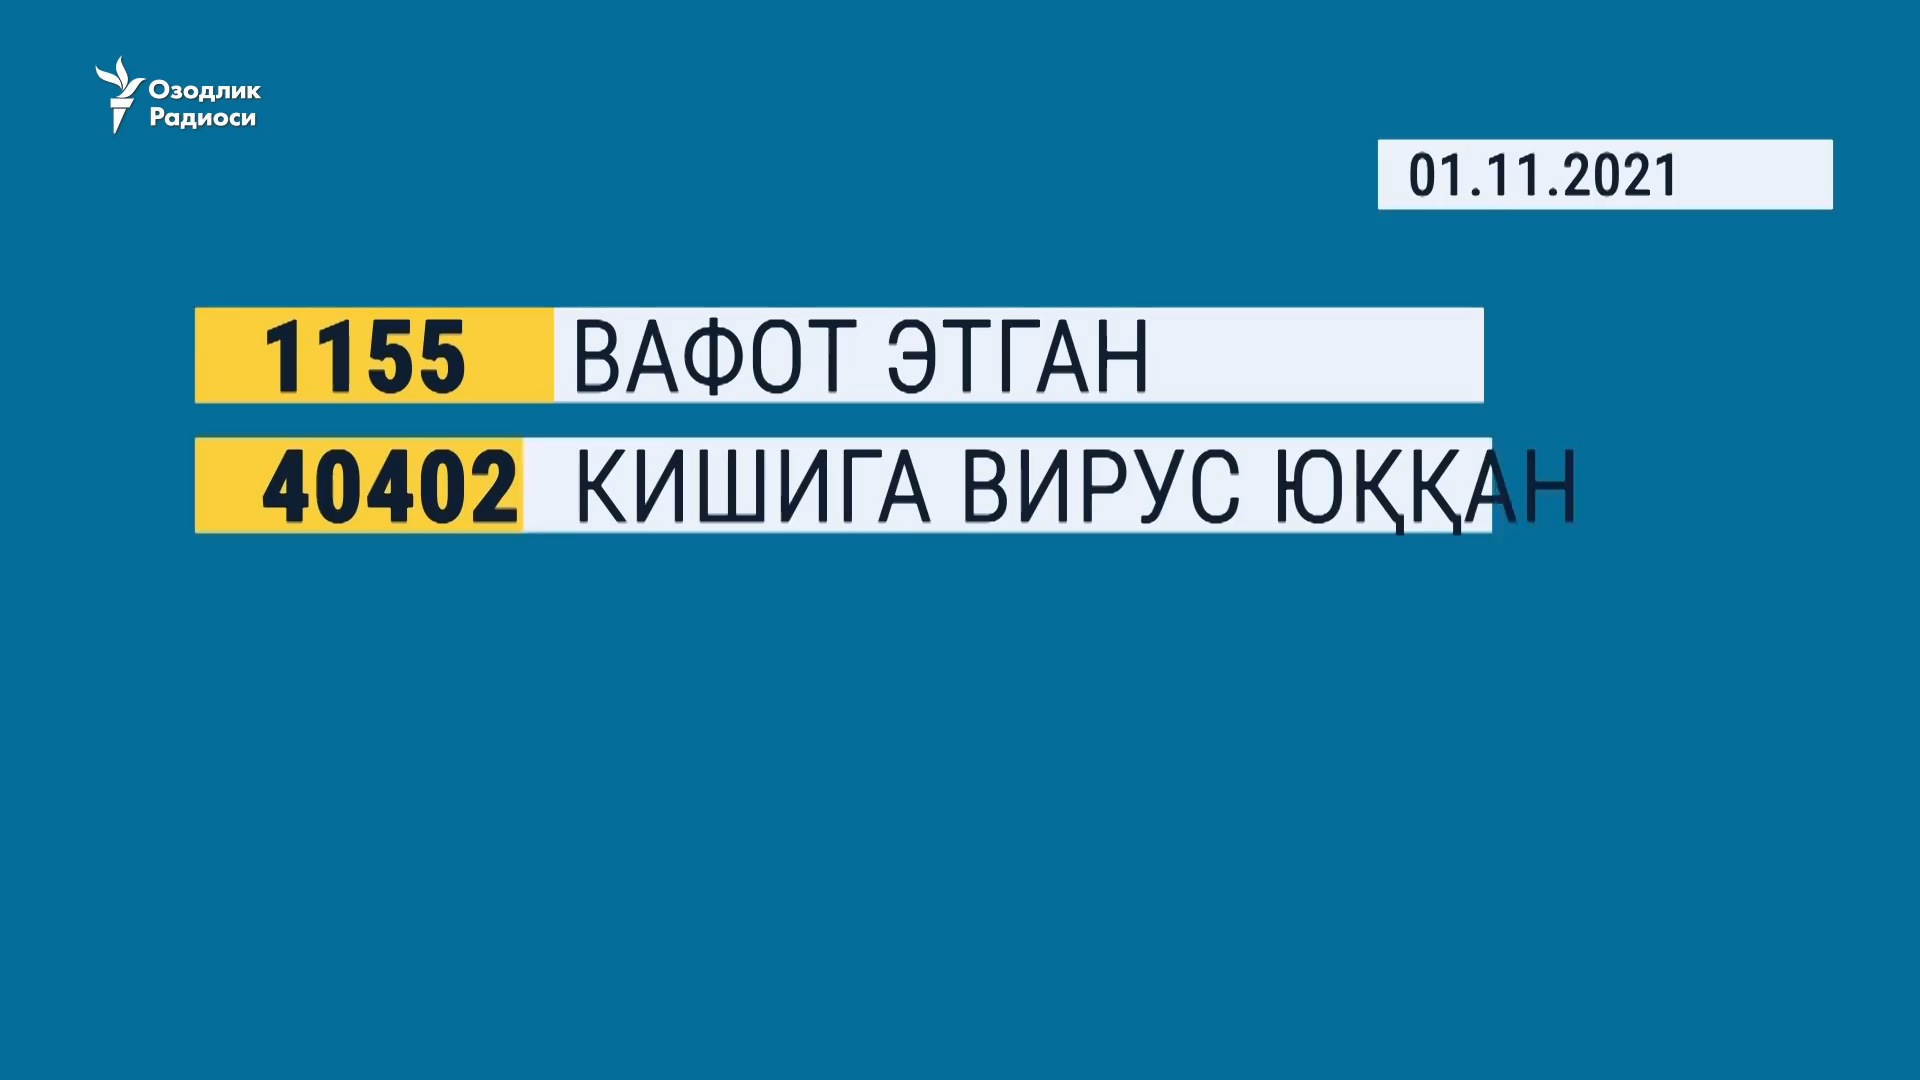 Озодлик
Радиоси
01.11.2021
1155 ВАФОТ ЭТГАН
40402 КИШИГА ВИРУС ЮҚҚАН